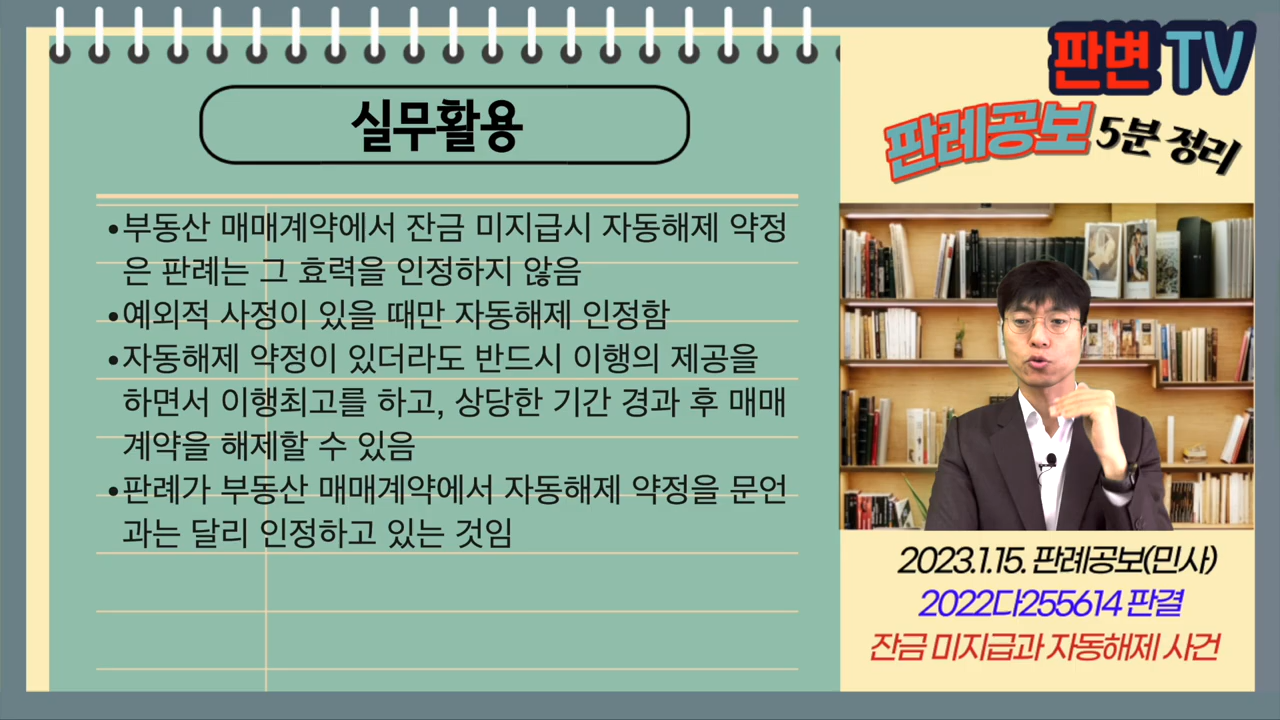 실무활용
•부동산 매매계약에서 잔금 미지급시 자동해제 약정
은 판례는 그 효력을 인정하지 않음
•예외적 사정이 있을 때만 자동해제 인정함
•자동해제 약정이 있더라도 반드시 이행의 제공을
하면서 이행최고를 하고, 상당한 기간 경과 후 매매
계약을 해제할 수 있음
•판례가 부동산 매매계약에서 자동해제 약정을 문언
과는 달리 인정하고 있는 것임
판변 TV
판례공보 5분 정리
2023.1.15. 판례공보(민사)
2022다255614 판결
잔금 미지급과 자동해제 사건